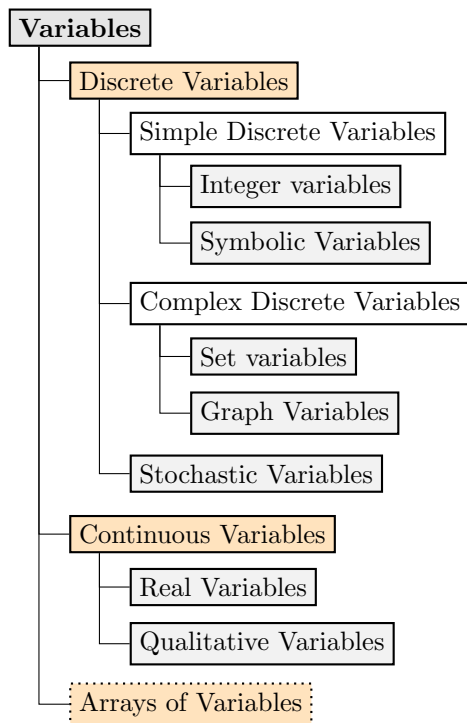 Variables
Discrete Variables
Simple Discrete Variables
Integer variables
Symbolic Variables
Complex Discrete Variables
Set variables
Graph Variables
Stochastic Variables
Continuous Variables
Real Variables
Qualitative Variables
Arrays of Variables